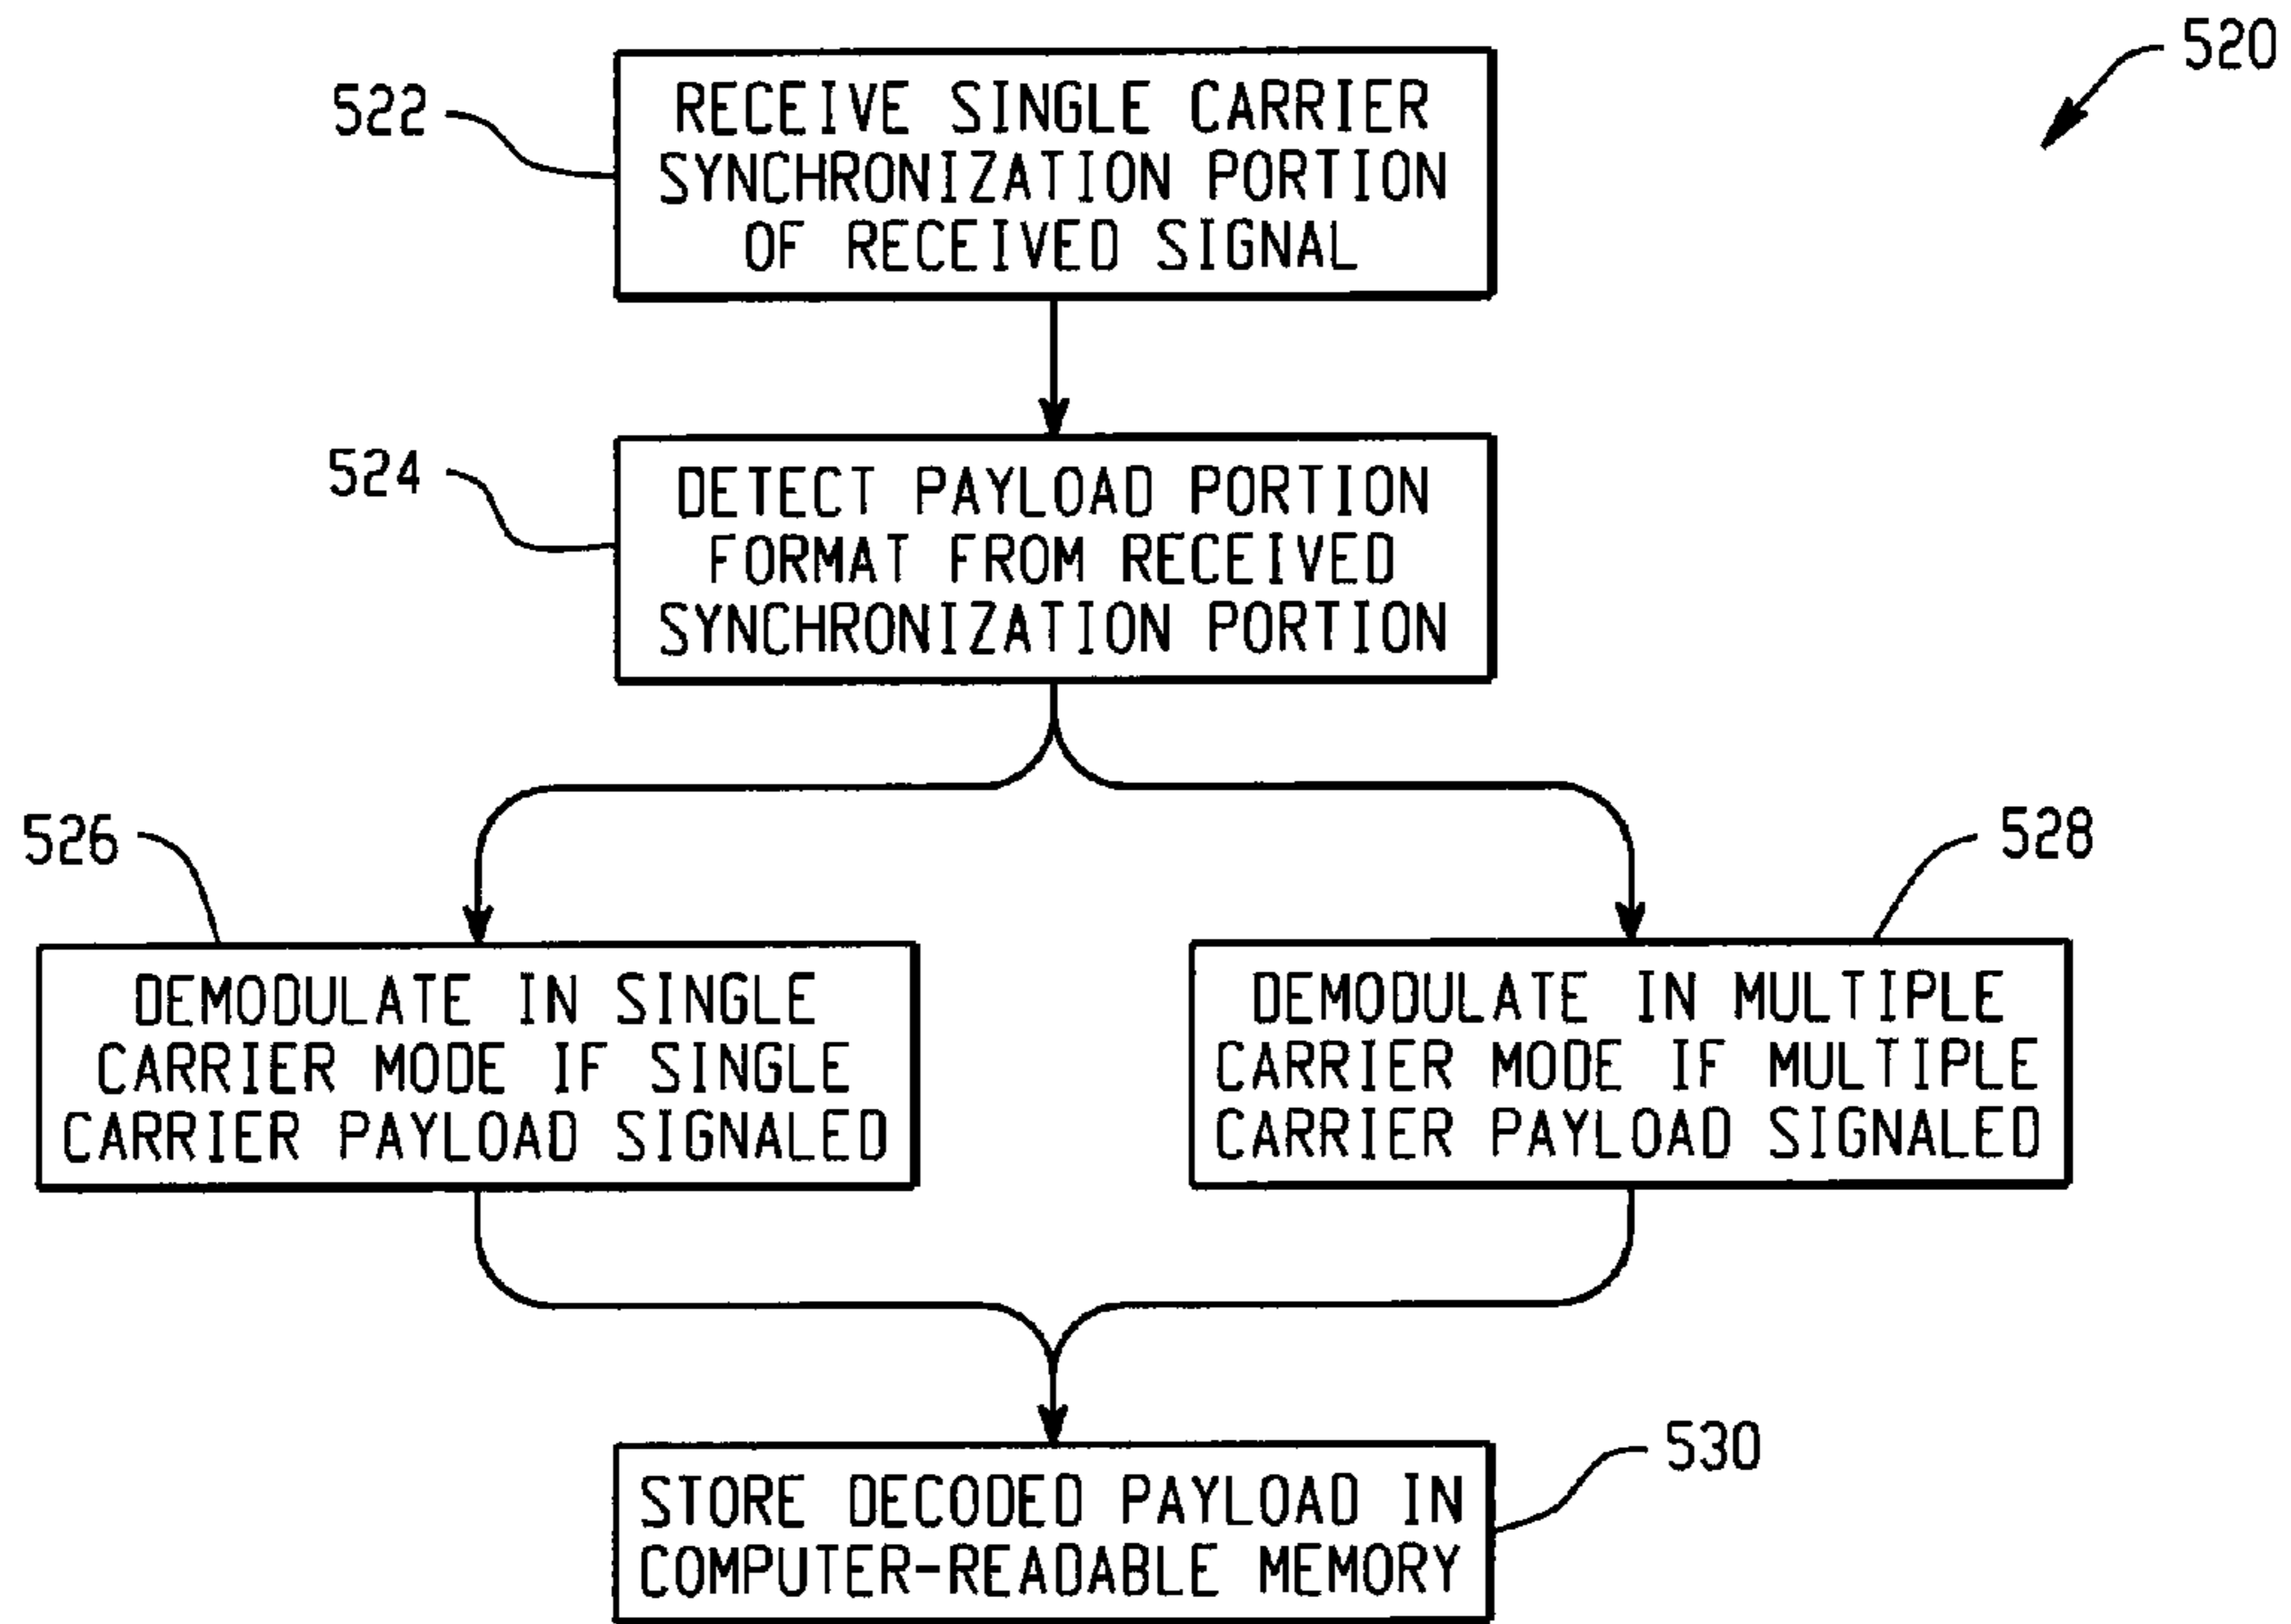 520
522
RECEIVE SINGLE CARRIER
SYNCHRONIZATION PORTION
OF RECEIVED SIGNAL
524
DETECT PAYLOAD PORTION
FORMAT FROM RECEIVED
SYNCHRONIZATION PORTION
526
DEMODULATE IN SINGLE
CARRIER MODE IF SINGLE
CARRIER PAYLOAD SIGNALED
528
DEMODULATE IN MULTIPLE
CARRIER MODE IF MULTIPLE
CARRIER PAYLOAD SIGNALED
530
STORE DECODED PAYLOAD IN
COMPUTER-READABLE MEMORY